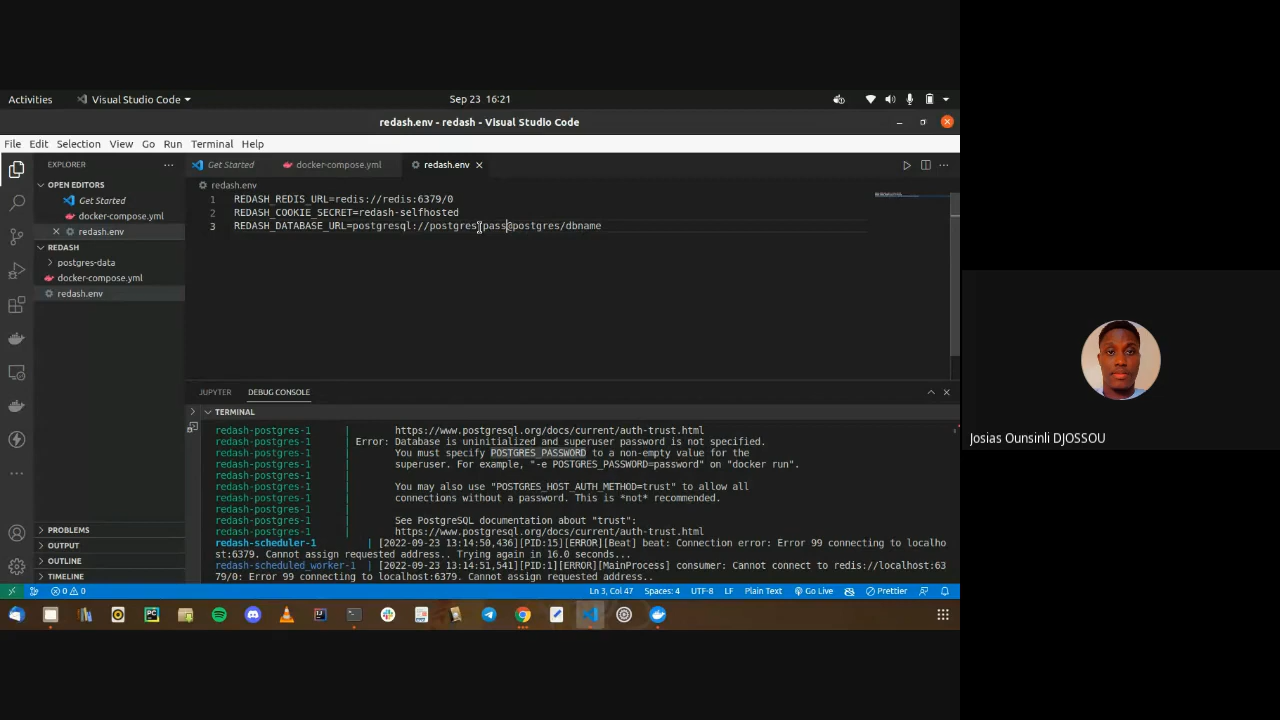 Activities
Visual Studio Code
Sep 23 16:21
redash.env - redash - Visual Studio Code
File Edit Selection View Go Run Terminal Help
EXPLORER
Get Started
docker-compose.yml
redash.env
OPEN EDITORS
Get Started
docker-compose.yml
redash.env
REDASH
postgres-data
docker-compose.yml
redash.env
PROBLEMS
OUTPUT
OUTLINE
TIMELINE
redash.env
1 REDASH_REDIS_URL=redis://redis:6379/0
2 REDASH_COOKIE_SECRET=redash-selfhosted
3 REDASH_DATABASE_URL=postgresql://postgres:pass@postgres/dbname
JUPYTER DEBUG CONSOLE
TERMINAL
redash-postgres-1 | https://www.postgresql.org/docs/current/auth-trust.html
redash-postgres-1 | Error: Database is uninitialized and superuser password is not specified.
redash-postgres-1 | You must specify POSTGRES_PASSWORD to a non-empty value for the
redash-postgres-1 | superuser. For example, "-e POSTGRES_PASSWORD=password" on "docker run".
redash-postgres-1 |
redash-postgres-1 | You may also use "POSTGRES_HOST_AUTH_METHOD=trust" to allow all
redash-postgres-1 | connections without a password. This is *not* recommended.
redash-postgres-1 |
redash-postgres-1 | See PostgreSQL documentation about "trust":
redash-postgres-1 | https://www.postgresql.org/docs/current/auth-trust.html
redash-scheduler-1 | [2022-09-23 13:14:50,436][PID:15][ERROR][Beat] beat: Connection error: Error 99 connecting to localho
st:6379. Cannot assign requested address.. Trying again in 16.0 seconds...
redash-scheduled_worker-1 | [2022-09-23 13:14:51,541][PID:1][ERROR][MainProcess] consumer: Cannot connect to redis://localhost:63
79/0: Error 99 connecting to localhost:6379. Cannot assign requested address..
0 0
Ln 3, Col 47 Spaces: 4 UTF-8 LF Plain Text Go Live Prettier
Josias Ounsinli DJOSSOU